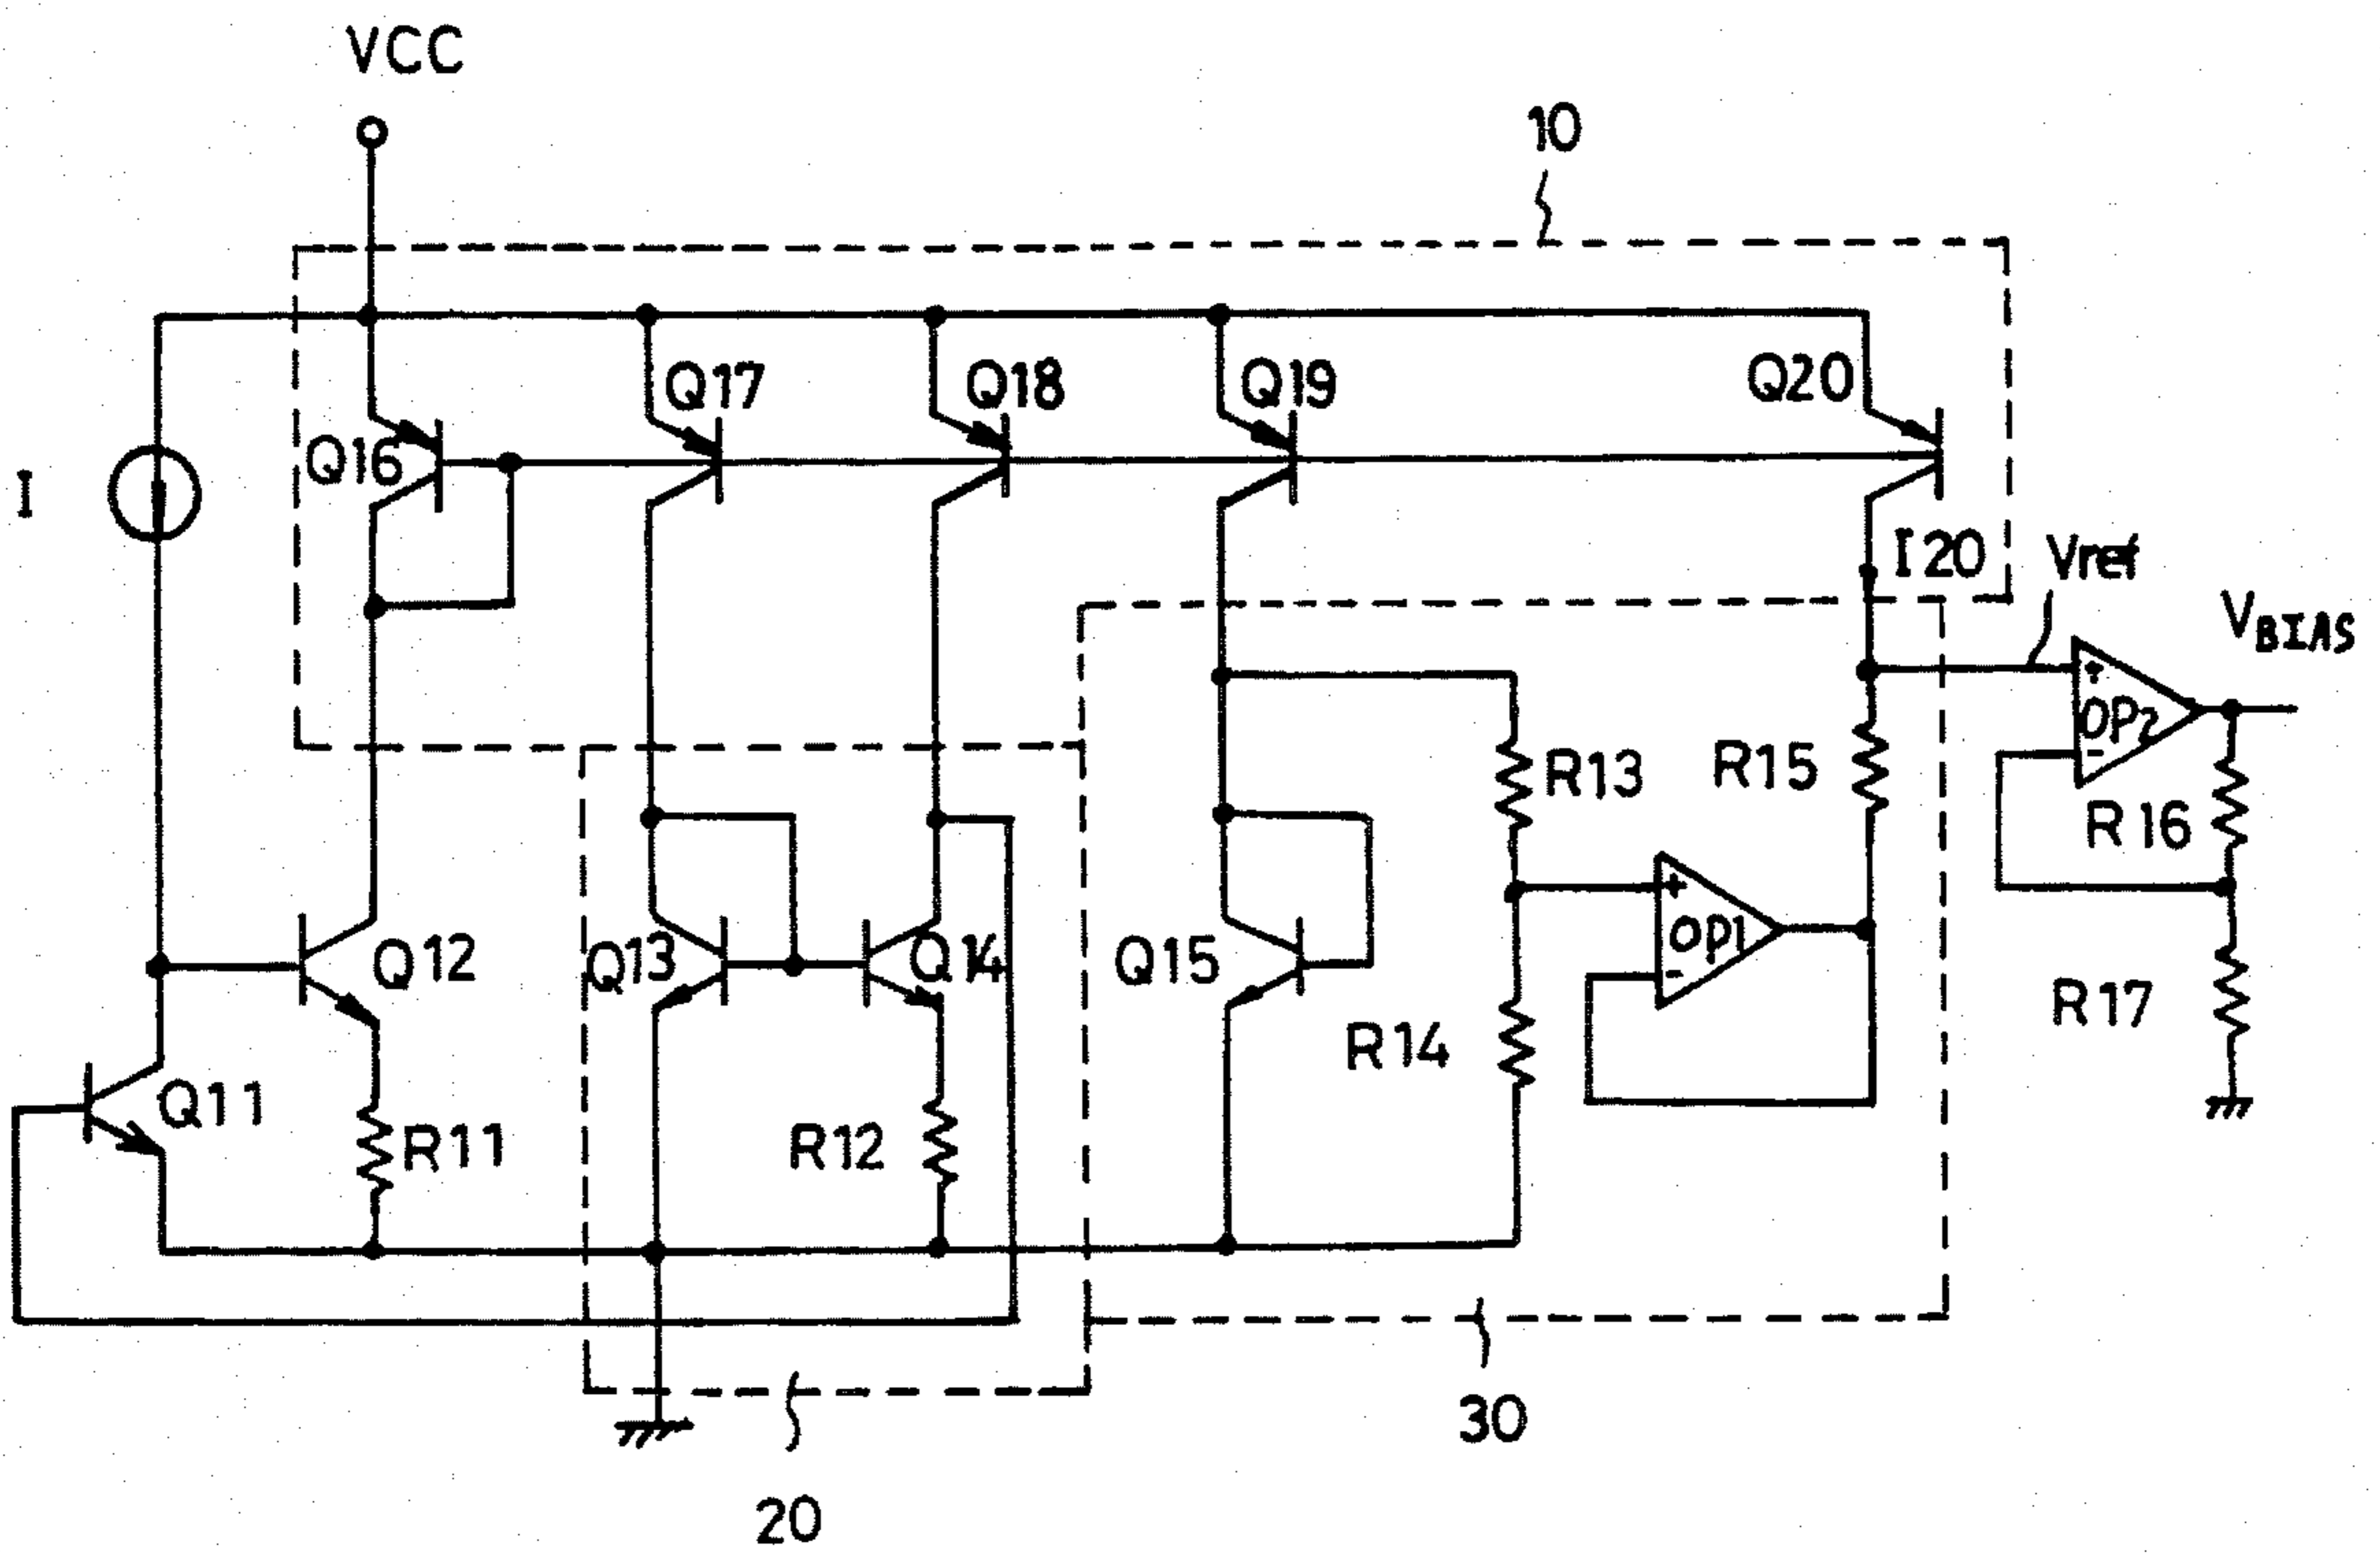 VCC
10
Q17
Q18
Q19
Q20
Q16
I
I20
Vref
VBIAS
+
OP2
-
R13
R15
R16
+
OP1
-
Q12
Q13
Q14
Q15
R17
R14
Q11
R11
R12
30
20